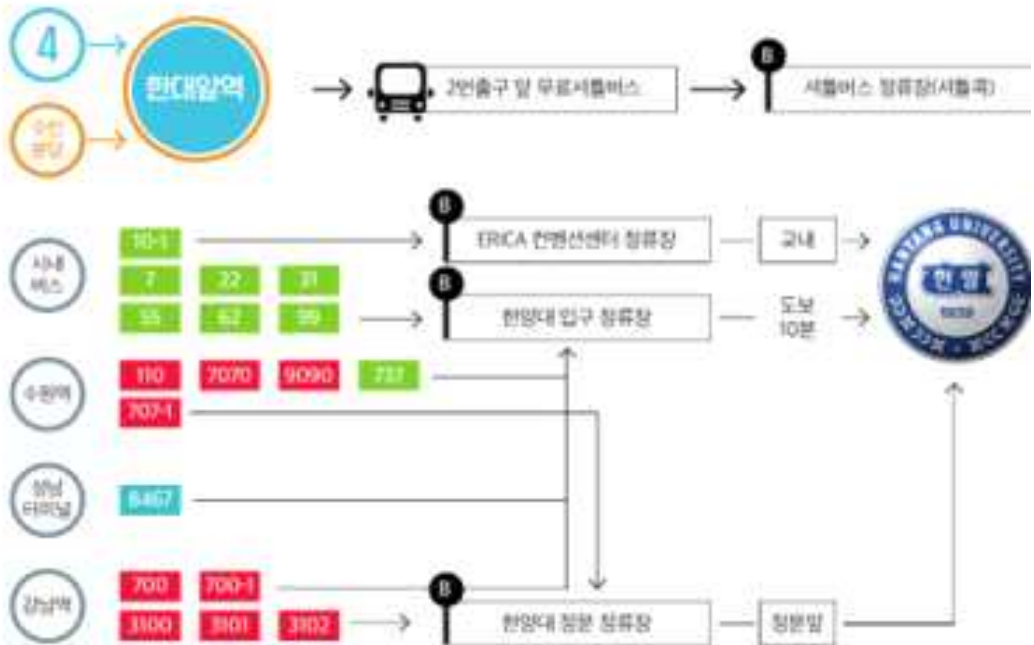 4
한대앞역
수인
분당
2번출구 앞 무료셔틀버스
B
셔틀버스 정류장(셔틀콕)
시내
버스
10-1
B
ERICA 컨벤션센터 정류장
교내
7 22 31
55 62 99
B
한양대 입구 정류장
도보
10분
HANYANG UNIVERSITY
한양
1939
수원역
110 7070 9090 737
707-1
성남
터미널
8467
강남역
700 700-1
3100 3101 3102
B
한양대 정문 정류장
정문앞